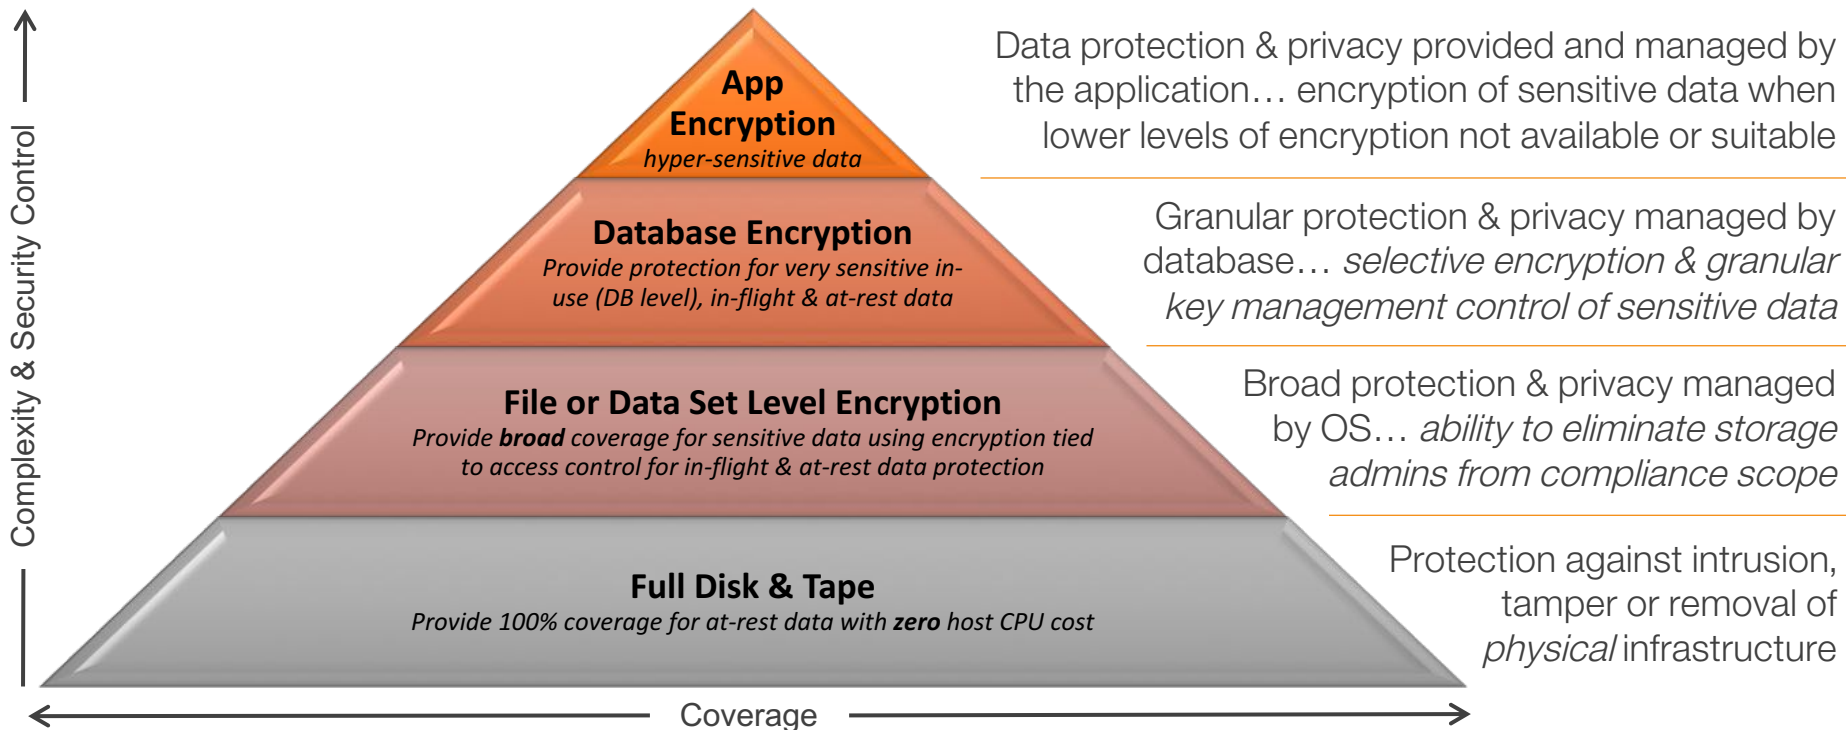 Complexity & Security Control
App
Encryption
hyper-sensitive data
Data protection & privacy provided and managed by
the application… encryption of sensitive data when
lower levels of encryption not available or suitable
Database Encryption
Provide protection for very sensitive in-
use (DB level), in-flight & at-rest data
Granular protection & privacy managed by
database… selective encryption & granular
key management control of sensitive data
File or Data Set Level Encryption
Provide broad coverage for sensitive data using encryption tied
to access control for in-flight & at-rest data protection
Broad protection & privacy managed
by OS… ability to eliminate storage
admins from compliance scope
Full Disk & Tape
Provide 100% coverage for at-rest data with zero host CPU cost
Protection against intrusion,
tamper or removal of
physical infrastructure
Coverage